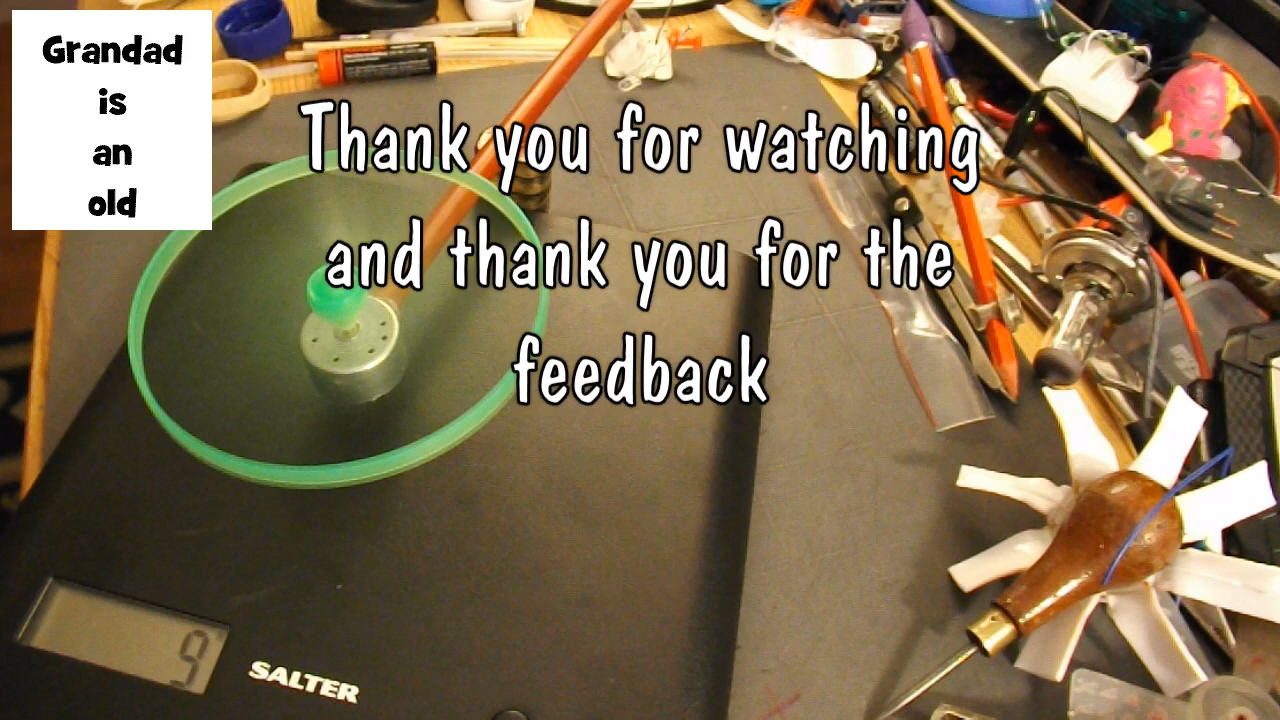 Grandad
is
an
old
Thank you for watching
and thank you for the
feedback
9
SALTER